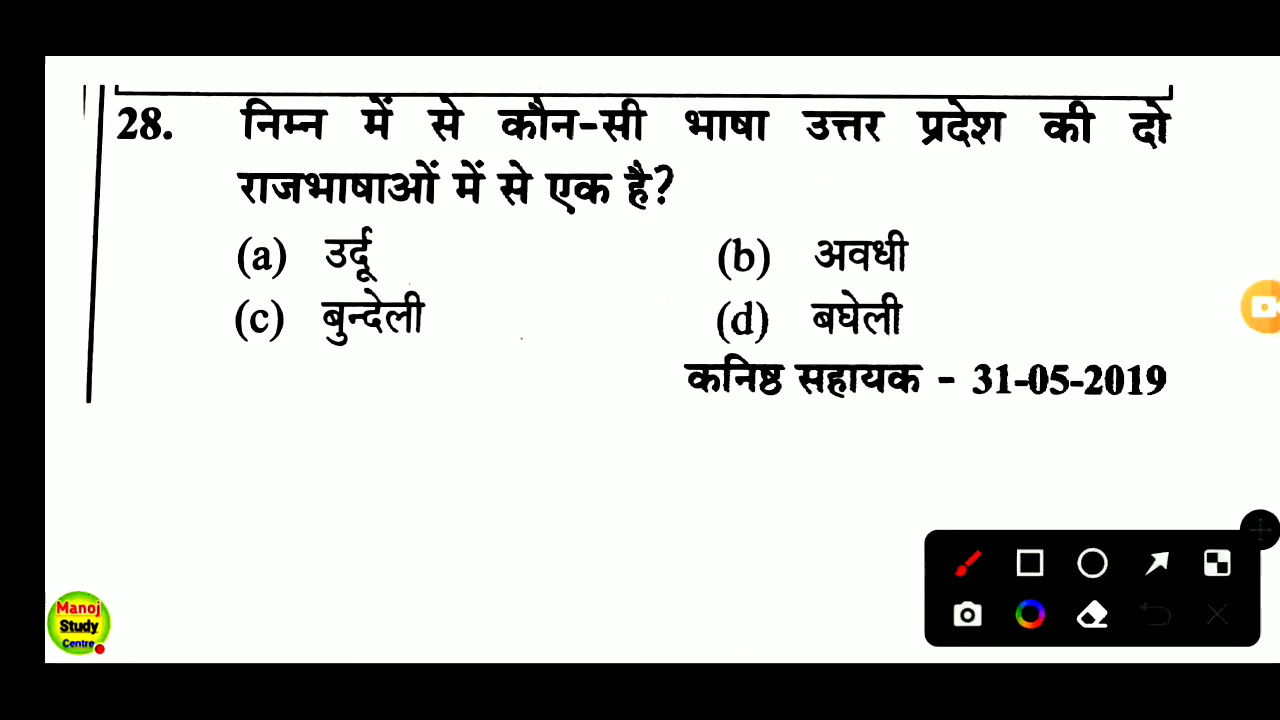 28. निम्न में से कौन-सी भाषा उत्तर प्रदेश की दो
राजभाषाओं में से एक है?
(a) उर्दू (b) अवधी
(c) बुन्देली (d) बघेली
कनिष्ठ सहायक - 31-05-2019
Manoj
Study
Centre